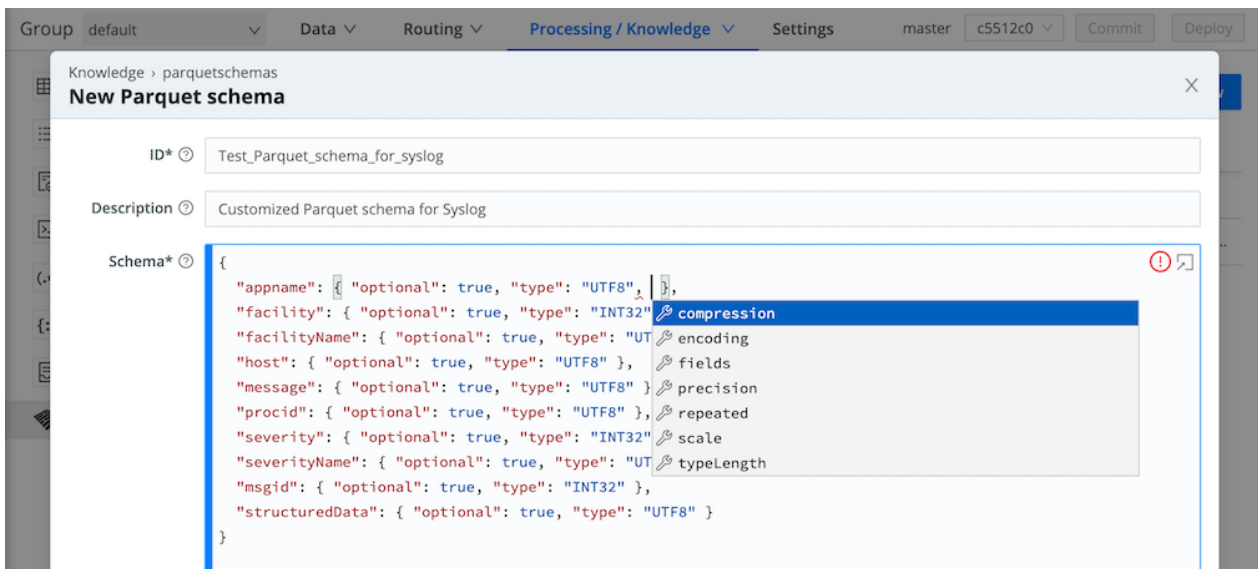 Group default Data Routing Processing / Knowledge Settings master c5512c0 Commit Deploy
Knowledge › parquetschemas
New Parquet schema
ID* Test_Parquet_schema_for_syslog
Description Customized Parquet schema for Syslog
Schema* {
"appname": { "optional": true, "type": "UTF8", },
"facility": { "optional": true, "type": "INT32" compression
"facilityName": { "optional": true, "type": "UT encoding
"host": { "optional": true, "type": "UTF8" }, fields
"message": { "optional": true, "type": "UTF8" } precision
"procid": { "optional": true, "type": "UTF8" }, repeated
"severity": { "optional": true, "type": "INT32" scale
"severityName": { "optional": true, "type": "UT typeLength
"msgid": { "optional": true, "type": "INT32" },
"structuredData": { "optional": true, "type": "UTF8" }
}